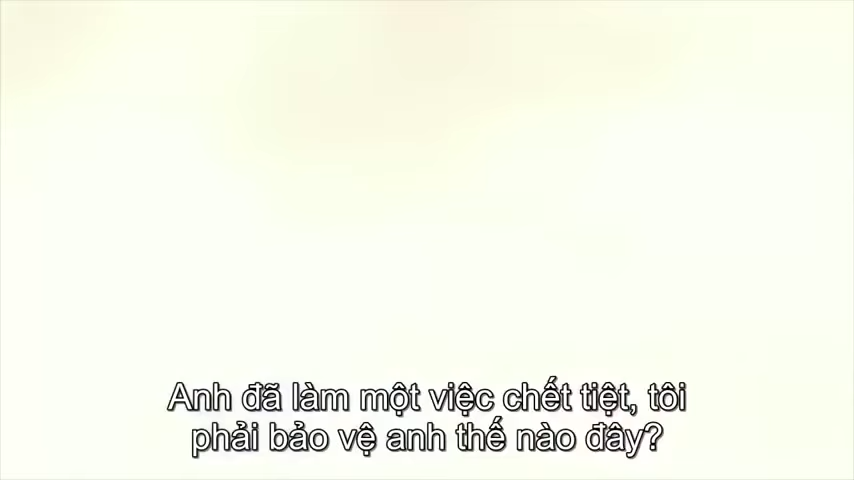 Anh đã làm một việc chết tiệt, tôi
phải bảo vệ anh thế nào đây?